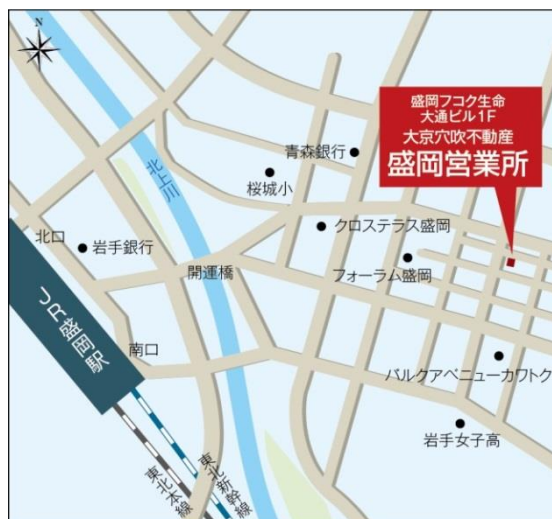 N
盛岡フコク生命
大通ビル1F
大京穴吹不動産
盛岡営業所
青森銀行
桜城小
北上川
クロステラス盛岡
北口
岩手銀行
開運橋
フォーラム盛岡
JR盛岡駅
南口
パルクアベニューカワトク
岩手女子高
東北本線
東北新幹線